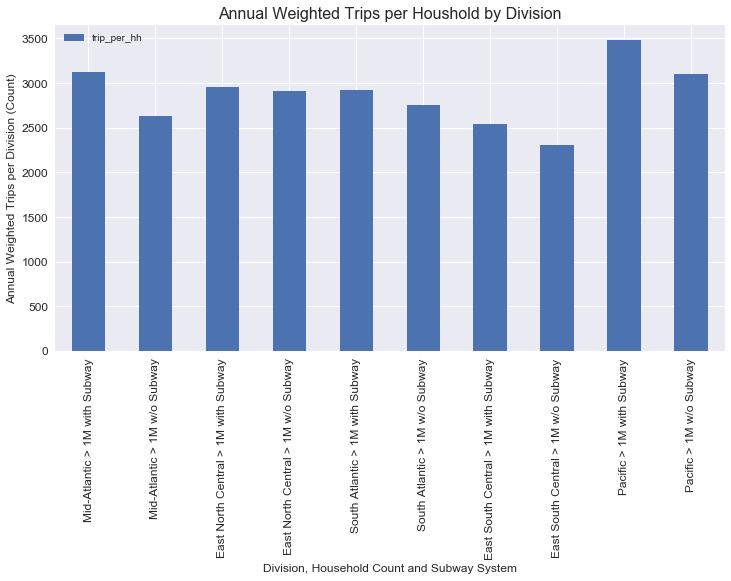 Annual Weighted Trips per Houshold by Division
trip_per_hh
Annual Weighted Trips per Division (Count)
3500
3000
2500
2000
1500
1000
500
0
Mid-Atlantic > 1M with Subway
Mid-Atlantic > 1M w/o Subway
East North Central > 1M with Subway
East North Central > 1M w/o Subway
South Atlantic > 1M with Subway
South Atlantic > 1M w/o Subway
East South Central > 1M with Subway
East South Central > 1M w/o Subway
Pacific > 1M with Subway
Pacific > 1M w/o Subway
Division, Household Count and Subway System